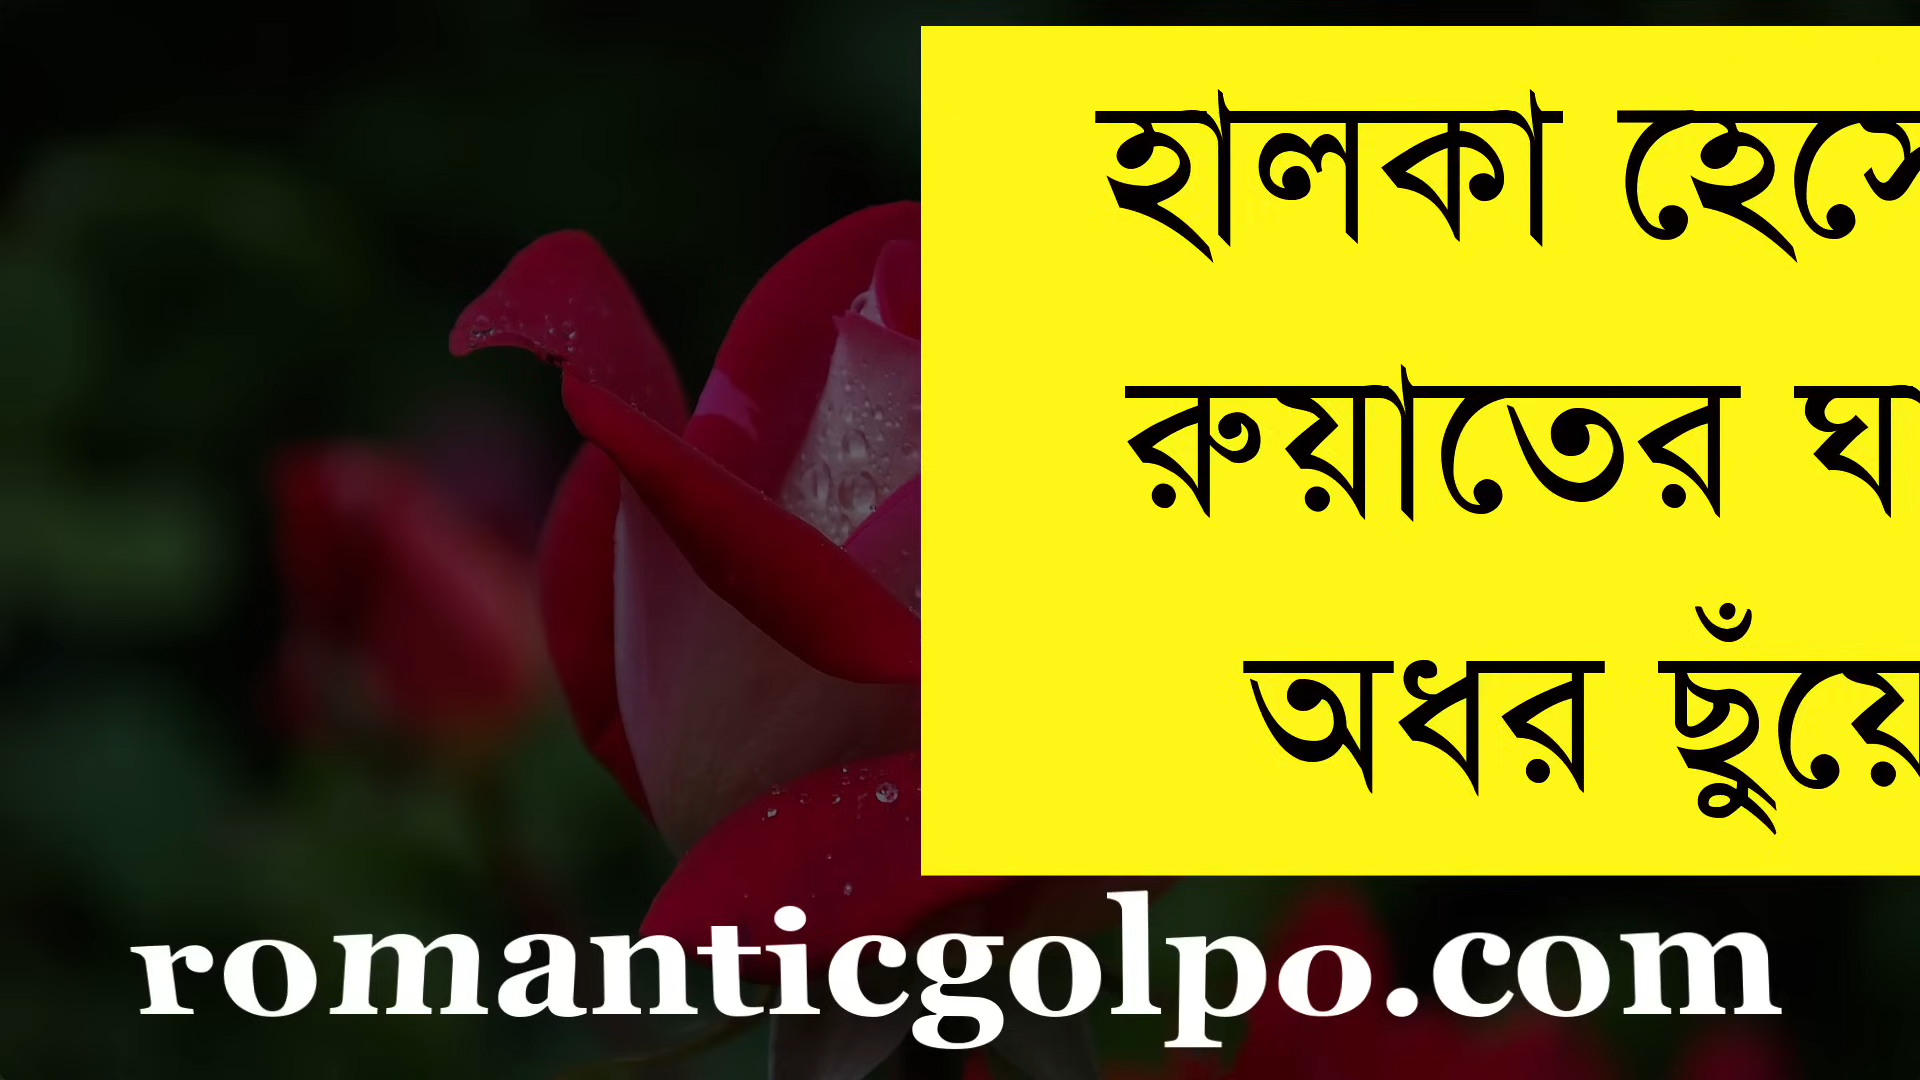 হালকা হেসে
রুয়াতের
অধর ছুঁয়ে
romanticgolpo.com